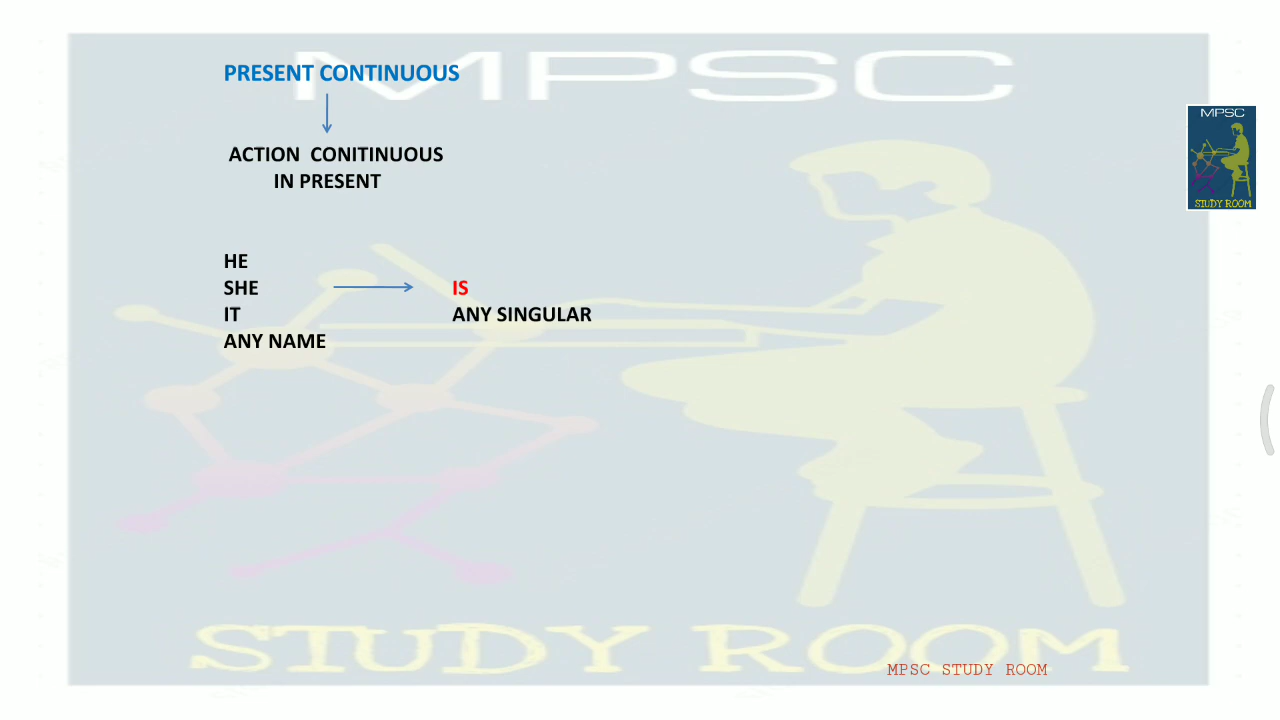 MPSC
PRESENT CONTINUOUS
ACTION CONITINUOUS
IN PRESENT
HE
SHE IS
IT ANY SINGULAR
ANY NAME
MPSC
STUDY ROOM
STUDY ROOM
MPSC STUDY ROOM